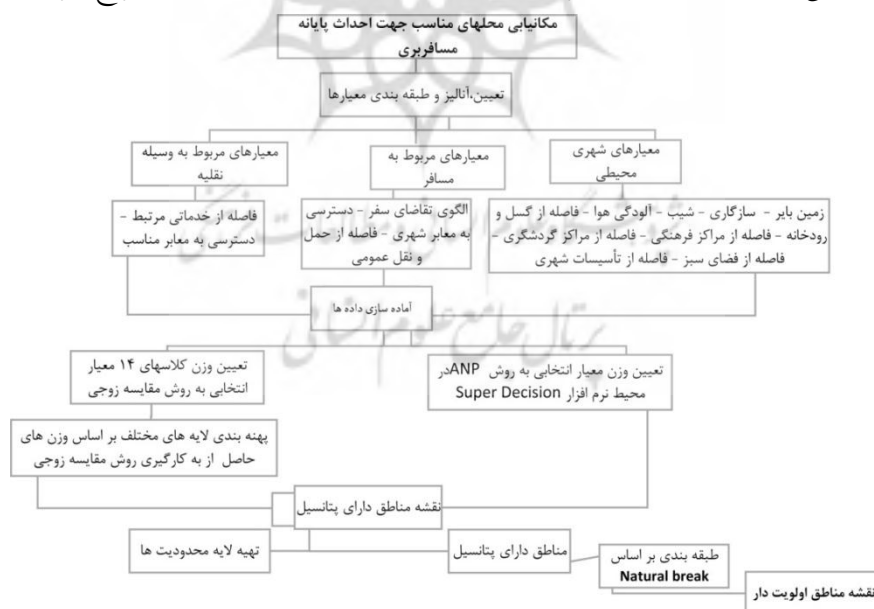 مکانیابی محلهای مناسب جهت احداث پایانه
مسافربری
تعیین،آنالیز و طبقه بندی معیارها
معیارهای شهری
محیطی
معیارهای مربوط به
مسافر
معیارهای مربوط به وسیله
نقلیه
زمین بایر - سازگاری - شیب - آلودگی هوا - فاصله از گسل و
رودخانه - فاصله از مراکز فرهنگی - فاصله از مراکز گردشگری -
فاصله از فضای سبز - فاصله از تأسیسات شهری
الگوی تقاضای سفر - دسترسی
به معابر شهری - فاصله از حمل
و نقل عمومی
فاصله از خدماتی مرتبط -
دسترسی به معابر مناسب
آماده سازی داده ها
پرتال جامع علوم انسانی
تعیین وزن معیار انتخابی به روش ANPدر
محیط نرم افزار Super Decision
تعیین وزن کلاسهای ۱۴ معیار
انتخابی به روش مقایسه زوجی
پهنه بندی لایه های مختلف بر اساس وزن های
حاصل از به کارگیری روش مقایسه زوجی
نقشه مناطق دارای پتانسیل
مناطق دارای پتانسیل
تهیه لایه محدودیت ها
طبقه بندی بر اساس
Natural break
نقشه مناطق اولویت دار